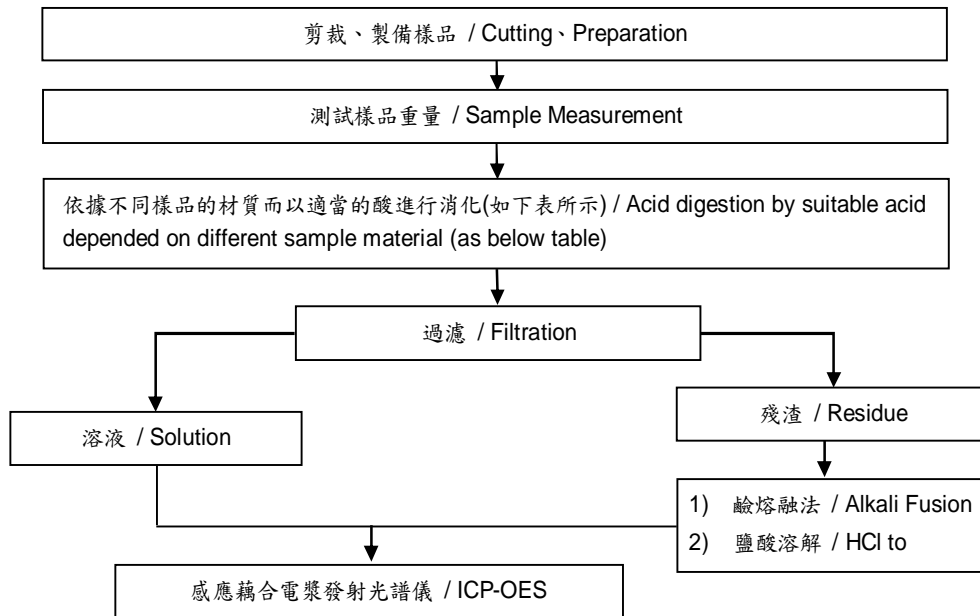 剪裁、製備樣品 / Cutting、Preparation
測試樣品重量 / Sample Measurement
依據不同樣品的材質而以適當的酸進行消化(如下表所示) / Acid digestion by suitable acid
depended on different sample material (as below table)
過濾 / Filtration
溶液 / Solution
殘渣 / Residue
1) 鹼熔融法 / Alkali Fusion
2) 鹽酸溶解 / HCl to
感應藕合電漿發射光譜儀 / ICP-OES